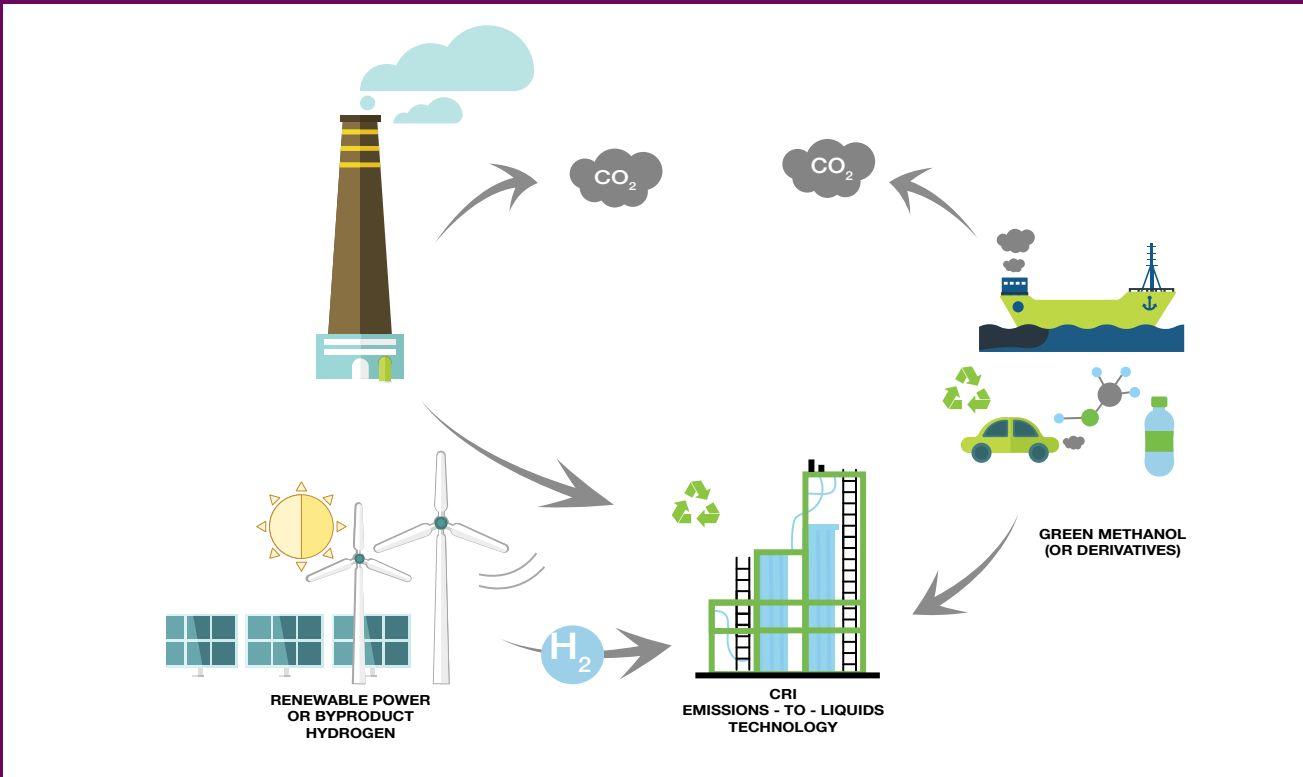 CO₂
CO₂
GREEN METHANOL
(OR DERIVATIVES)
H₂
RENEWABLE POWER
OR BYPRODUCT
HYDROGEN
CRI
EMISSIONS - TO - LIQUIDS
TECHNOLOGY